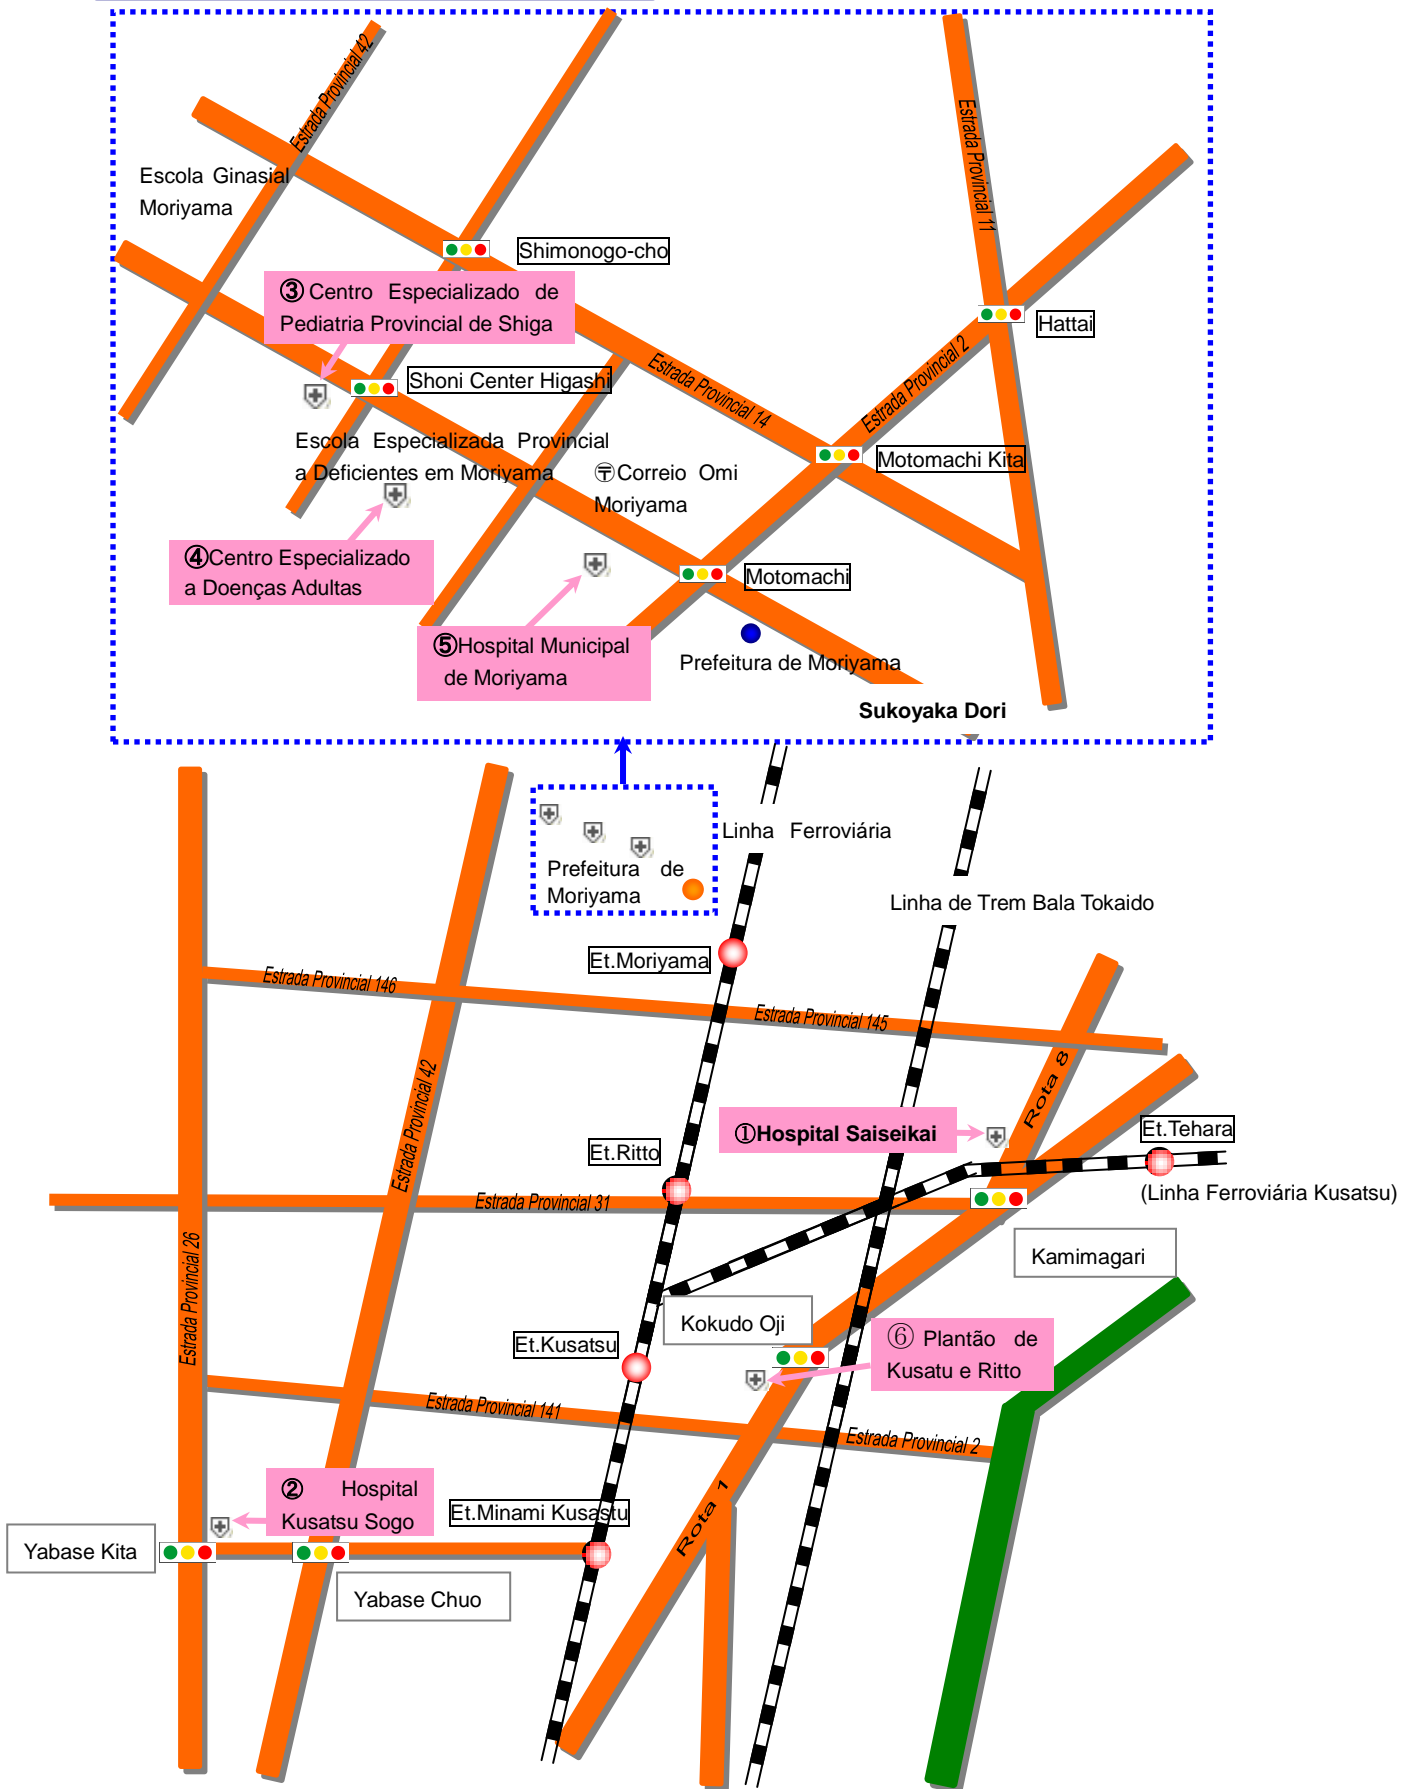 Estrada Provincial 42
Estrada Provincial 11
Escola Ginasial
Moriyama
Shimonogo-cho
③Centro Especializado de
Pediatria Provincial de Shiga
Hattai
Estrada Provincial 2
Estrada Provincial 14
Shoni Center Higashi
Escola Especializada Provincial
a Deficientes em Moriyama
〶Correio Omi
Moriyama
Motomachi Kita
④Centro Especializado
a Doenças Adultas
Motomachi
⑤Hospital Municipal
de Moriyama
Prefeitura de Moriyama
Sukoyaka Dori
Linha Ferroviária
Prefeitura de
Moriyama
Linha de Trem Bala Tokaido
Et.Moriyama
Estrada Provincial 146
Estrada Provincial 145
Rota 8
Estrada Provincial 42
①Hospital Saiseikai
Et.Tehara
Et.Ritto
(Linha Ferroviária Kusatsu)
Estrada Provincial 31
Kamimagari
Estrada Provincial 26
Kokudo Oji
Et.Kusatsu
⑥ Plantão de
Kusatu e Ritto
Estrada Provincial 141
Estrada Provincial 2
② Hospital
Kusatsu Sogo
Et.Minami Kusastu
Rota 1
Yabase Kita
Yabase Chuo